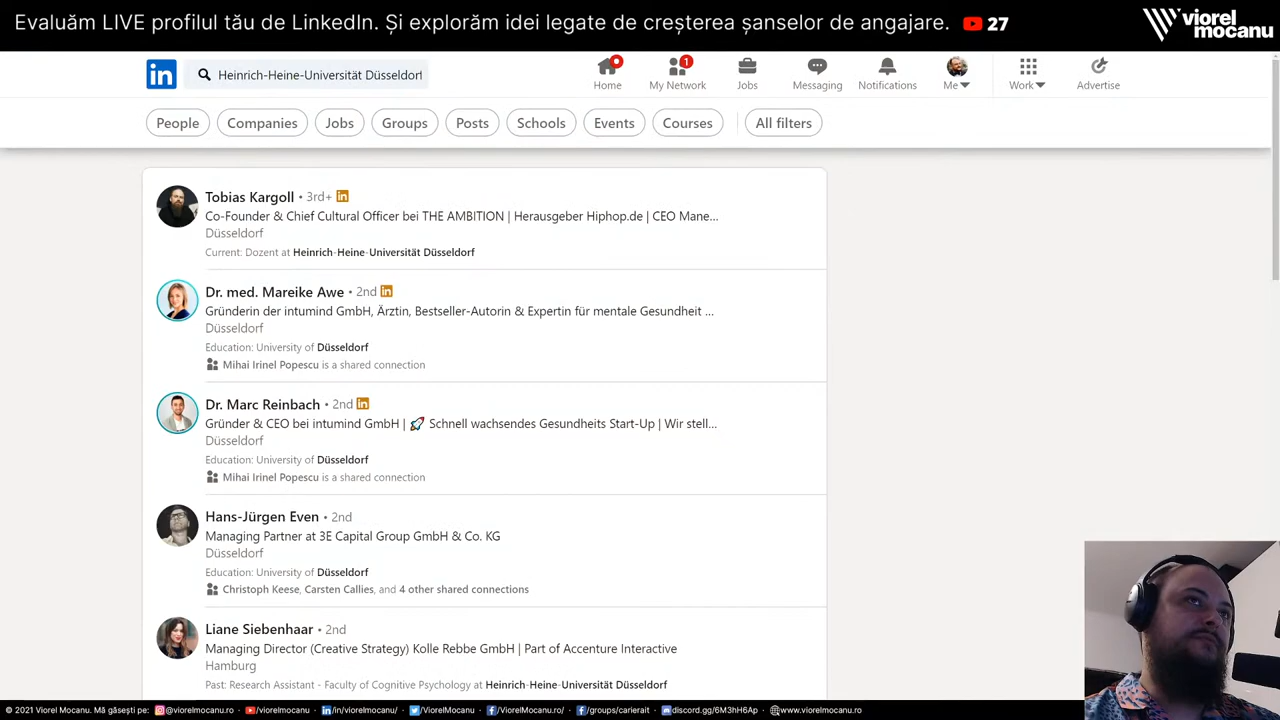 Evaluăm LIVE profilul tău de LinkedIn. Și explorăm idei legate de creșterea șanselor de angajare. 27
viorel
mocanu
in
Heinrich-Heine-Universität Düsseldorf
Home
1
My Network
Jobs
Messaging
Notifications
Me
Work
Advertise
People
Companies
Jobs
Groups
Posts
Schools
Events
Courses
All filters
Tobias Kargoll • 3rd+ in
Co-Founder & Chief Cultural Officer bei THE AMBITION | Herausgeber Hiphop.de | CEO Mane...
Düsseldorf
Current: Dozent at Heinrich-Heine-Universität Düsseldorf
Dr. med. Mareike Awe • 2nd in
Gründerin der intumind GmbH, Ärztin, Bestseller-Autorin & Expertin für mentale Gesundheit ...
Düsseldorf
Education: University of Düsseldorf
Mihai Irinel Popescu is a shared connection
Dr. Marc Reinbach • 2nd in
Gründer & CEO bei intumind GmbH | 🚀 Schnell wachsendes Gesundheits Start-Up | Wir stell...
Düsseldorf
Education: University of Düsseldorf
Mihai Irinel Popescu is a shared connection
Hans-Jürgen Even • 2nd
Managing Partner at 3E Capital Group GmbH & Co. KG
Düsseldorf
Education: University of Düsseldorf
Christoph Keese, Carsten Callies, and 4 other shared connections
Liane Siebenhaar • 2nd
Managing Director (Creative Strategy) Kolle Rebbe GmbH | Part of Accenture Interactive
Hamburg
Past: Research Assistant - Faculty of Cognitive Psychology at Heinrich-Heine-Universität Düsseldorf
© 2021 Viorel Mocanu. Mă găsești pe: @viorelmocanu.ro • /viorelmocanu • in/viorelmocanu/ • /ViorelMocanu • /ViorelMocanu.ro/ • /groups/carierait • discord.gg/6M3hH6Ap • www.viorelmocanu.ro